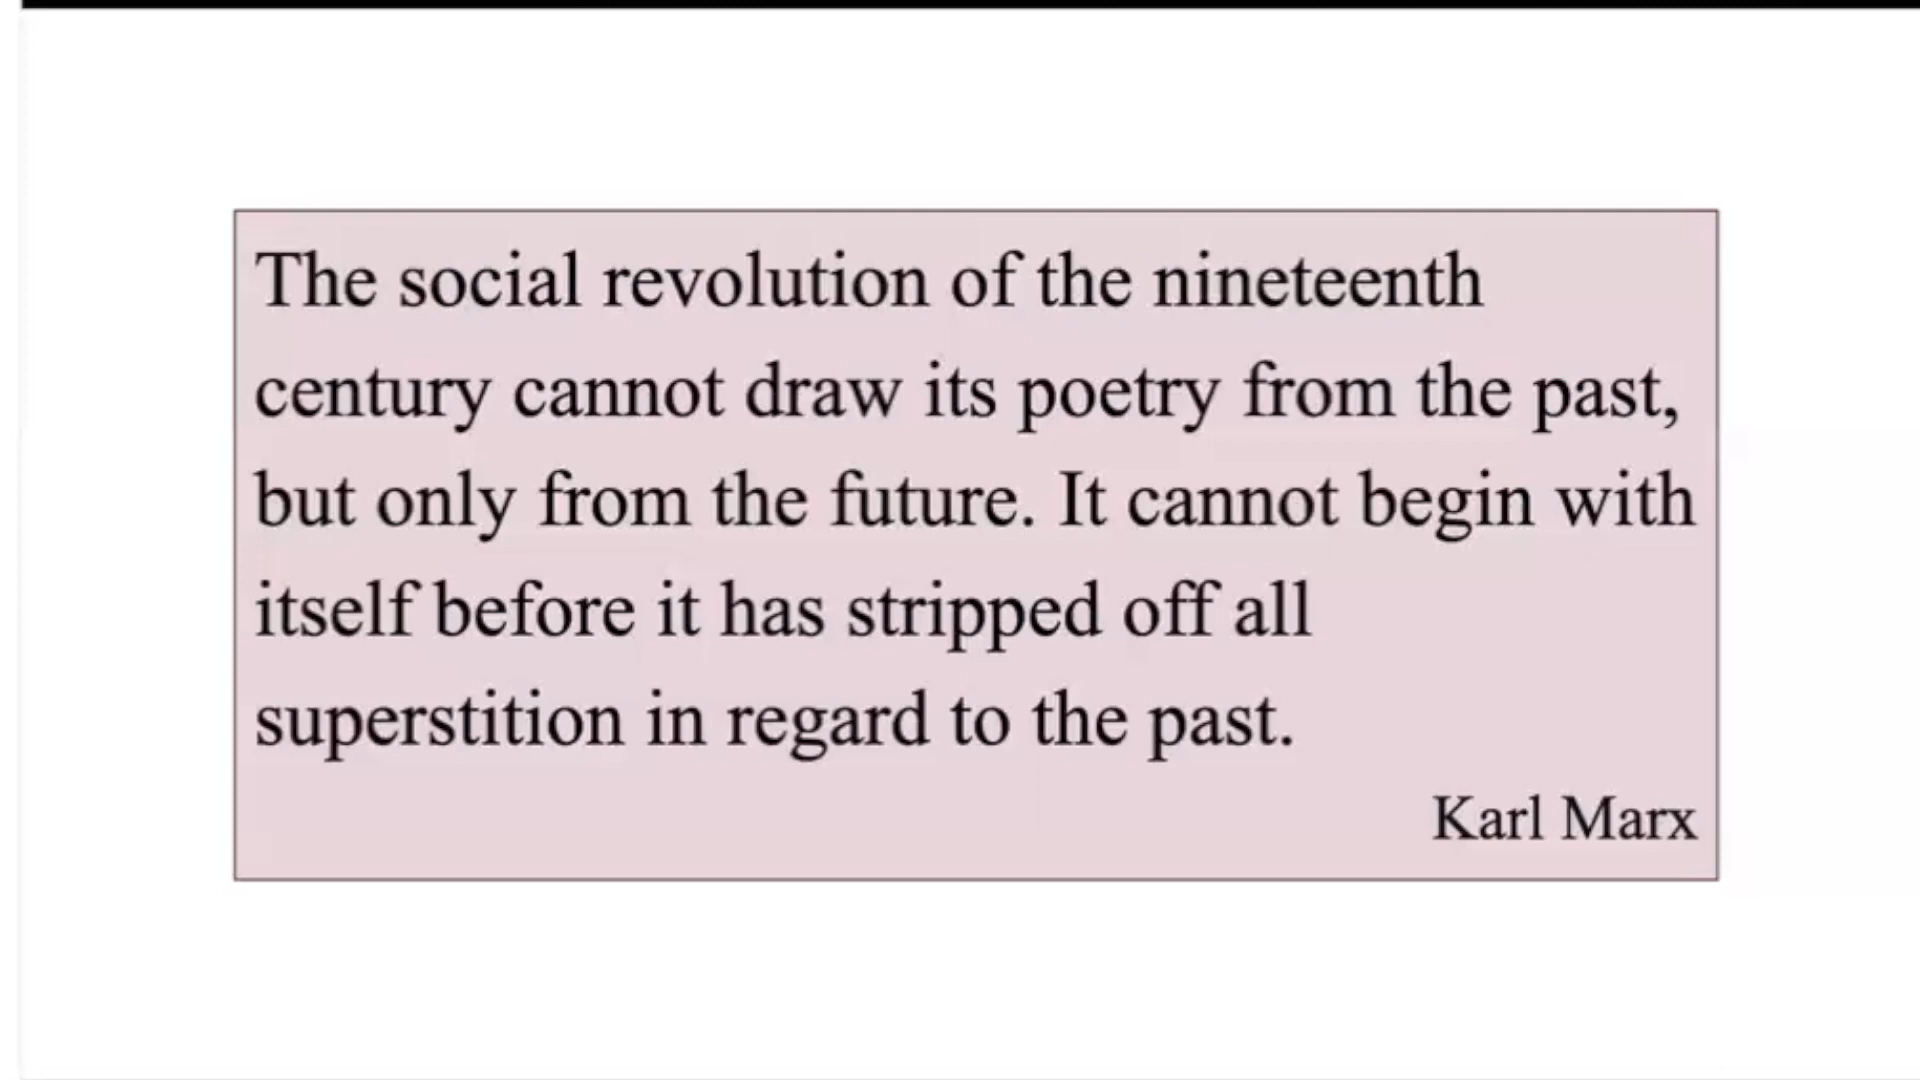 The social revolution of the nineteenth
century cannot draw its poetry from the past,
but only from the future. It cannot begin with
itself before it has stripped off all
superstition in regard to the past.
Karl Marx